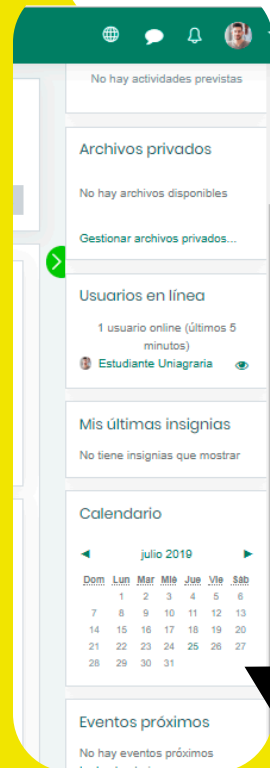 No hay actividades previstas
Archivos privados
No hay archivos disponibles
Gestionar archivos privados...
Usuarios en línea
1 usuario online (últimos 5
minutos)
Estudiante Uniagraria
Mis últimas insignias
No tiene insignias que mostrar
Calendario
◄ julio 2019 ►
Dom Lun Mar Mié Jue Vie Sáb
1 2 3 4 5 6
7 8 9 10 11 12 13
14 15 16 17 18 19 20
21 22 23 24 25 26 27
28 29 30 31
Eventos próximos
No hay eventos próximos